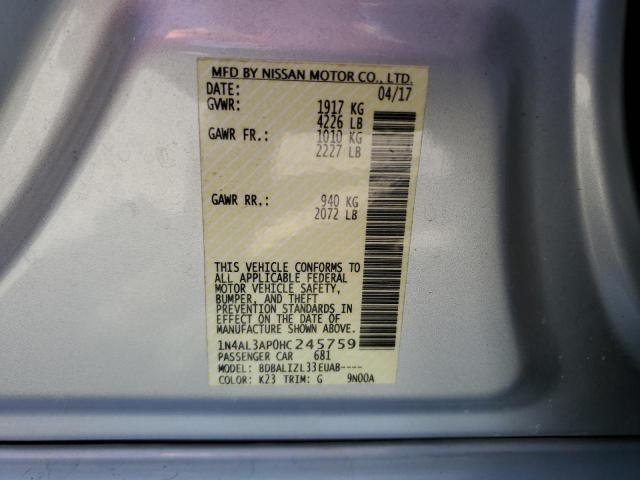 MFD BY NISSAN MOTOR CO., LTD.
DATE: 04/17
GVWR: 1917 KG
4226 LB
GAWR FR.: 1010 KG
2227 LB
GAWR RR.: 940 KG
2072 LB
THIS VEHICLE CONFORMS TO
ALL APPLICABLE FEDERAL
MOTOR VEHICLE SAFETY,
BUMPER, AND THEFT
PREVENTION STANDARDS IN
EFFECT ON THE DATE OF
MANUFACTURE SHOWN ABOVE.
1N4AL3AP0HC245759
PASSENGER CAR 681
MODEL: BDBALIZL33EUAB----
COLOR: K23 TRIM: G 9N00A